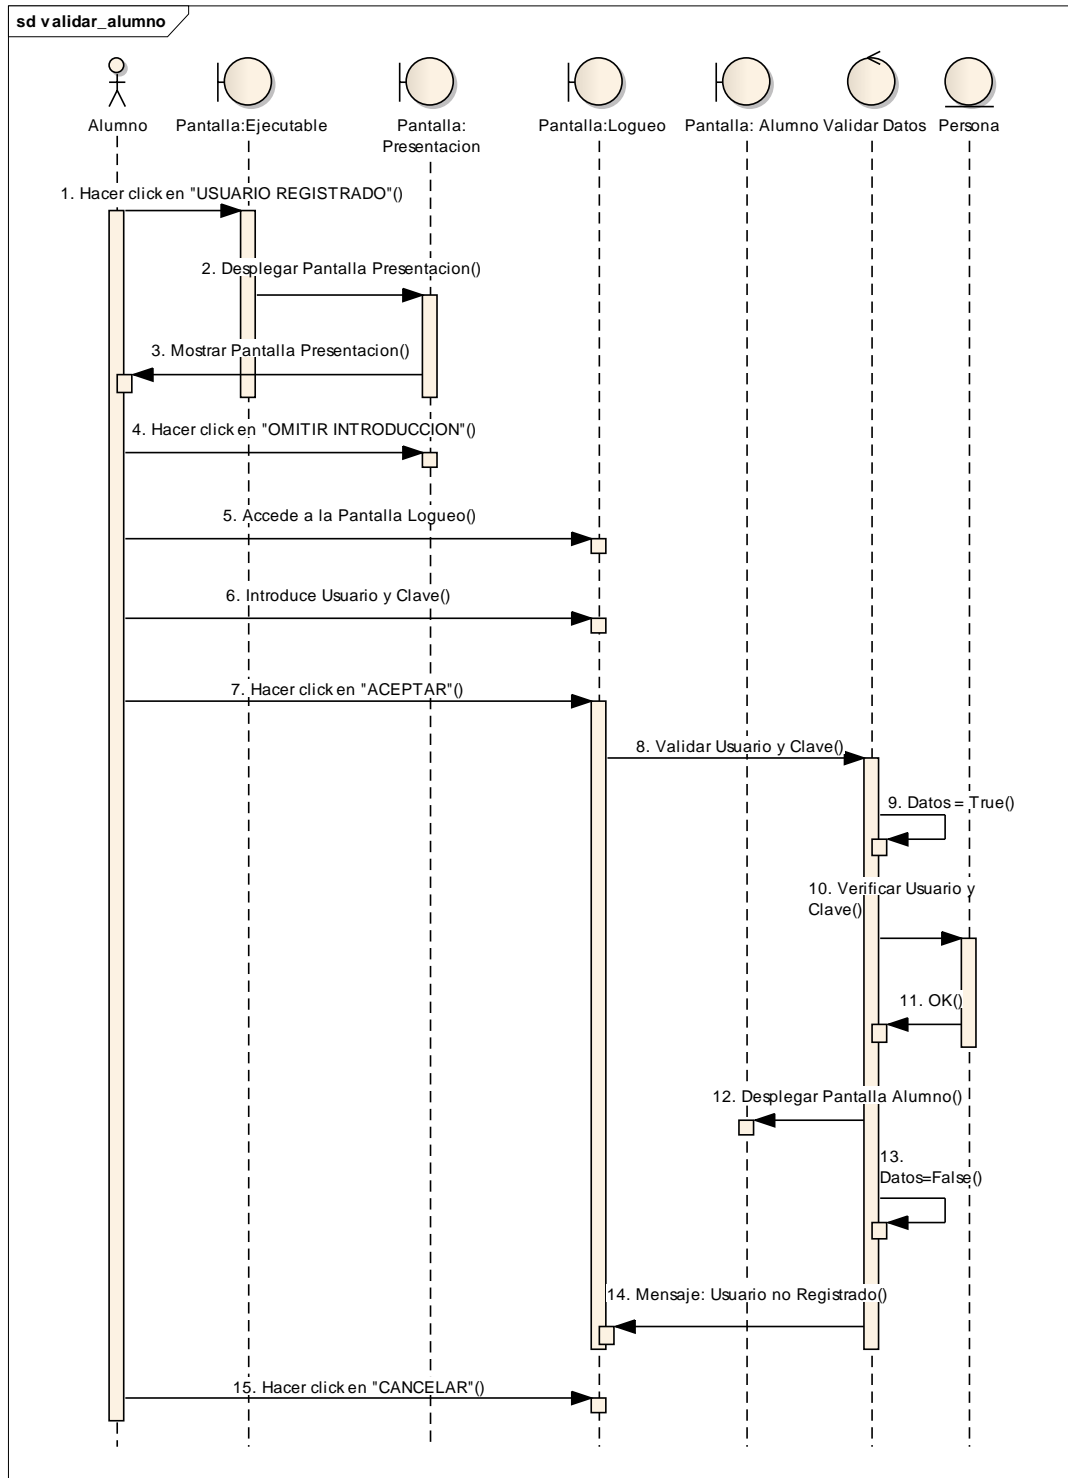 sd validar_alumno
Alumno
Pantalla:Ejecutable
Pantalla:
Presentacion
Pantalla:Logueo
Pantalla: Alumno
Validar Datos
Persona
1. Hacer click en "USUARIO REGISTRADO"()
2. Desplegar Pantalla Presentacion()
3. Mostrar Pantalla Presentacion()
4. Hacer click en "OMITIR INTRODUCCION"()
5. Accede a la Pantalla Logueo()
6. Introduce Usuario y Clave()
7. Hacer click en "ACEPTAR"()
8. Validar Usuario y Clave()
9. Datos = True()
10. Verificar Usuario y
Clave()
11. OK()
12. Desplegar Pantalla Alumno()
13.
Datos=False()
14. Mensaje: Usuario no Registrado()
15. Hacer click en "CANCELAR"()